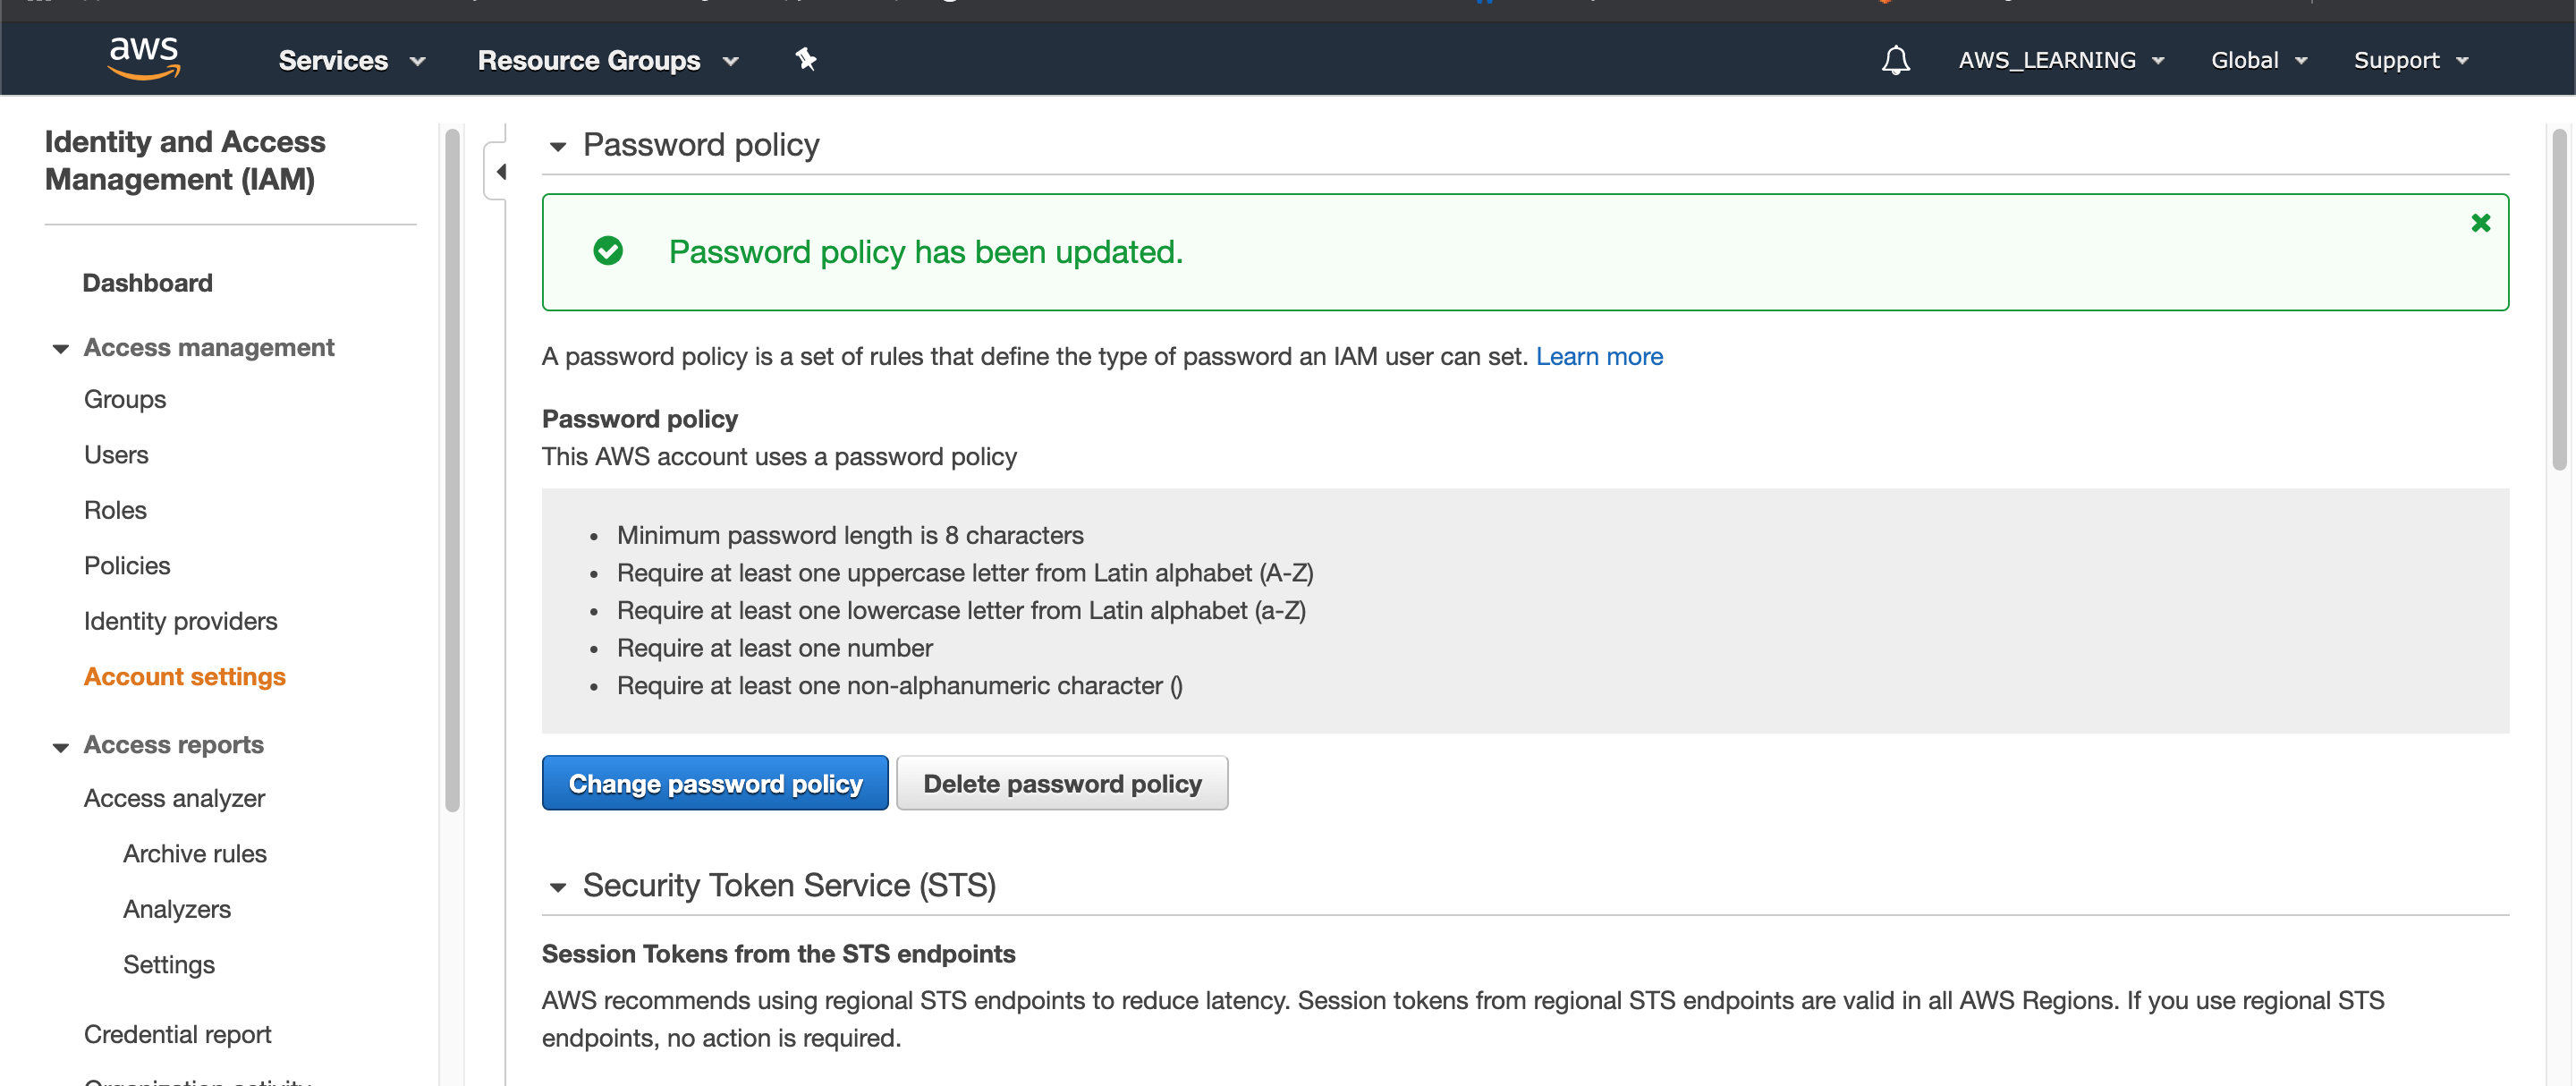 aws
Services
Resource Groups
AWS_LEARNING
Global
Support
Identity and Access
Management (IAM)
Dashboard
Access management
Groups
Users
Roles
Policies
Identity providers
Account settings
Access reports
Access analyzer
Archive rules
Analyzers
Settings
Credential report
Organization activity
Password policy
Password policy has been updated.
A password policy is a set of rules that define the type of password an IAM user can set. Learn more
Password policy
This AWS account uses a password policy
• Minimum password length is 8 characters
• Require at least one uppercase letter from Latin alphabet (A-Z)
• Require at least one lowercase letter from Latin alphabet (a-Z)
• Require at least one number
• Require at least one non-alphanumeric character ()
Change password policy
Delete password policy
Security Token Service (STS)
Session Tokens from the STS endpoints
AWS recommends using regional STS endpoints to reduce latency. Session tokens from regional STS endpoints are valid in all AWS Regions. If you use regional STS
endpoints, no action is required.